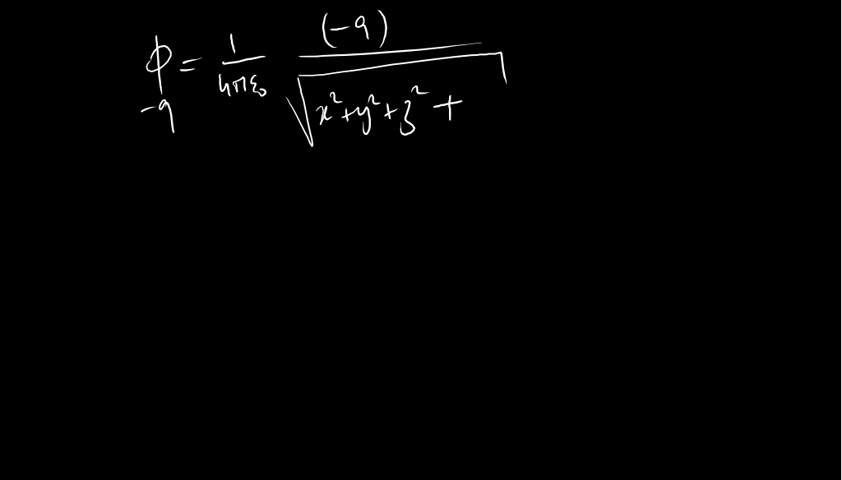 φ₋q = 1/4πε₀ (-q)/√(x² + y² + z² +